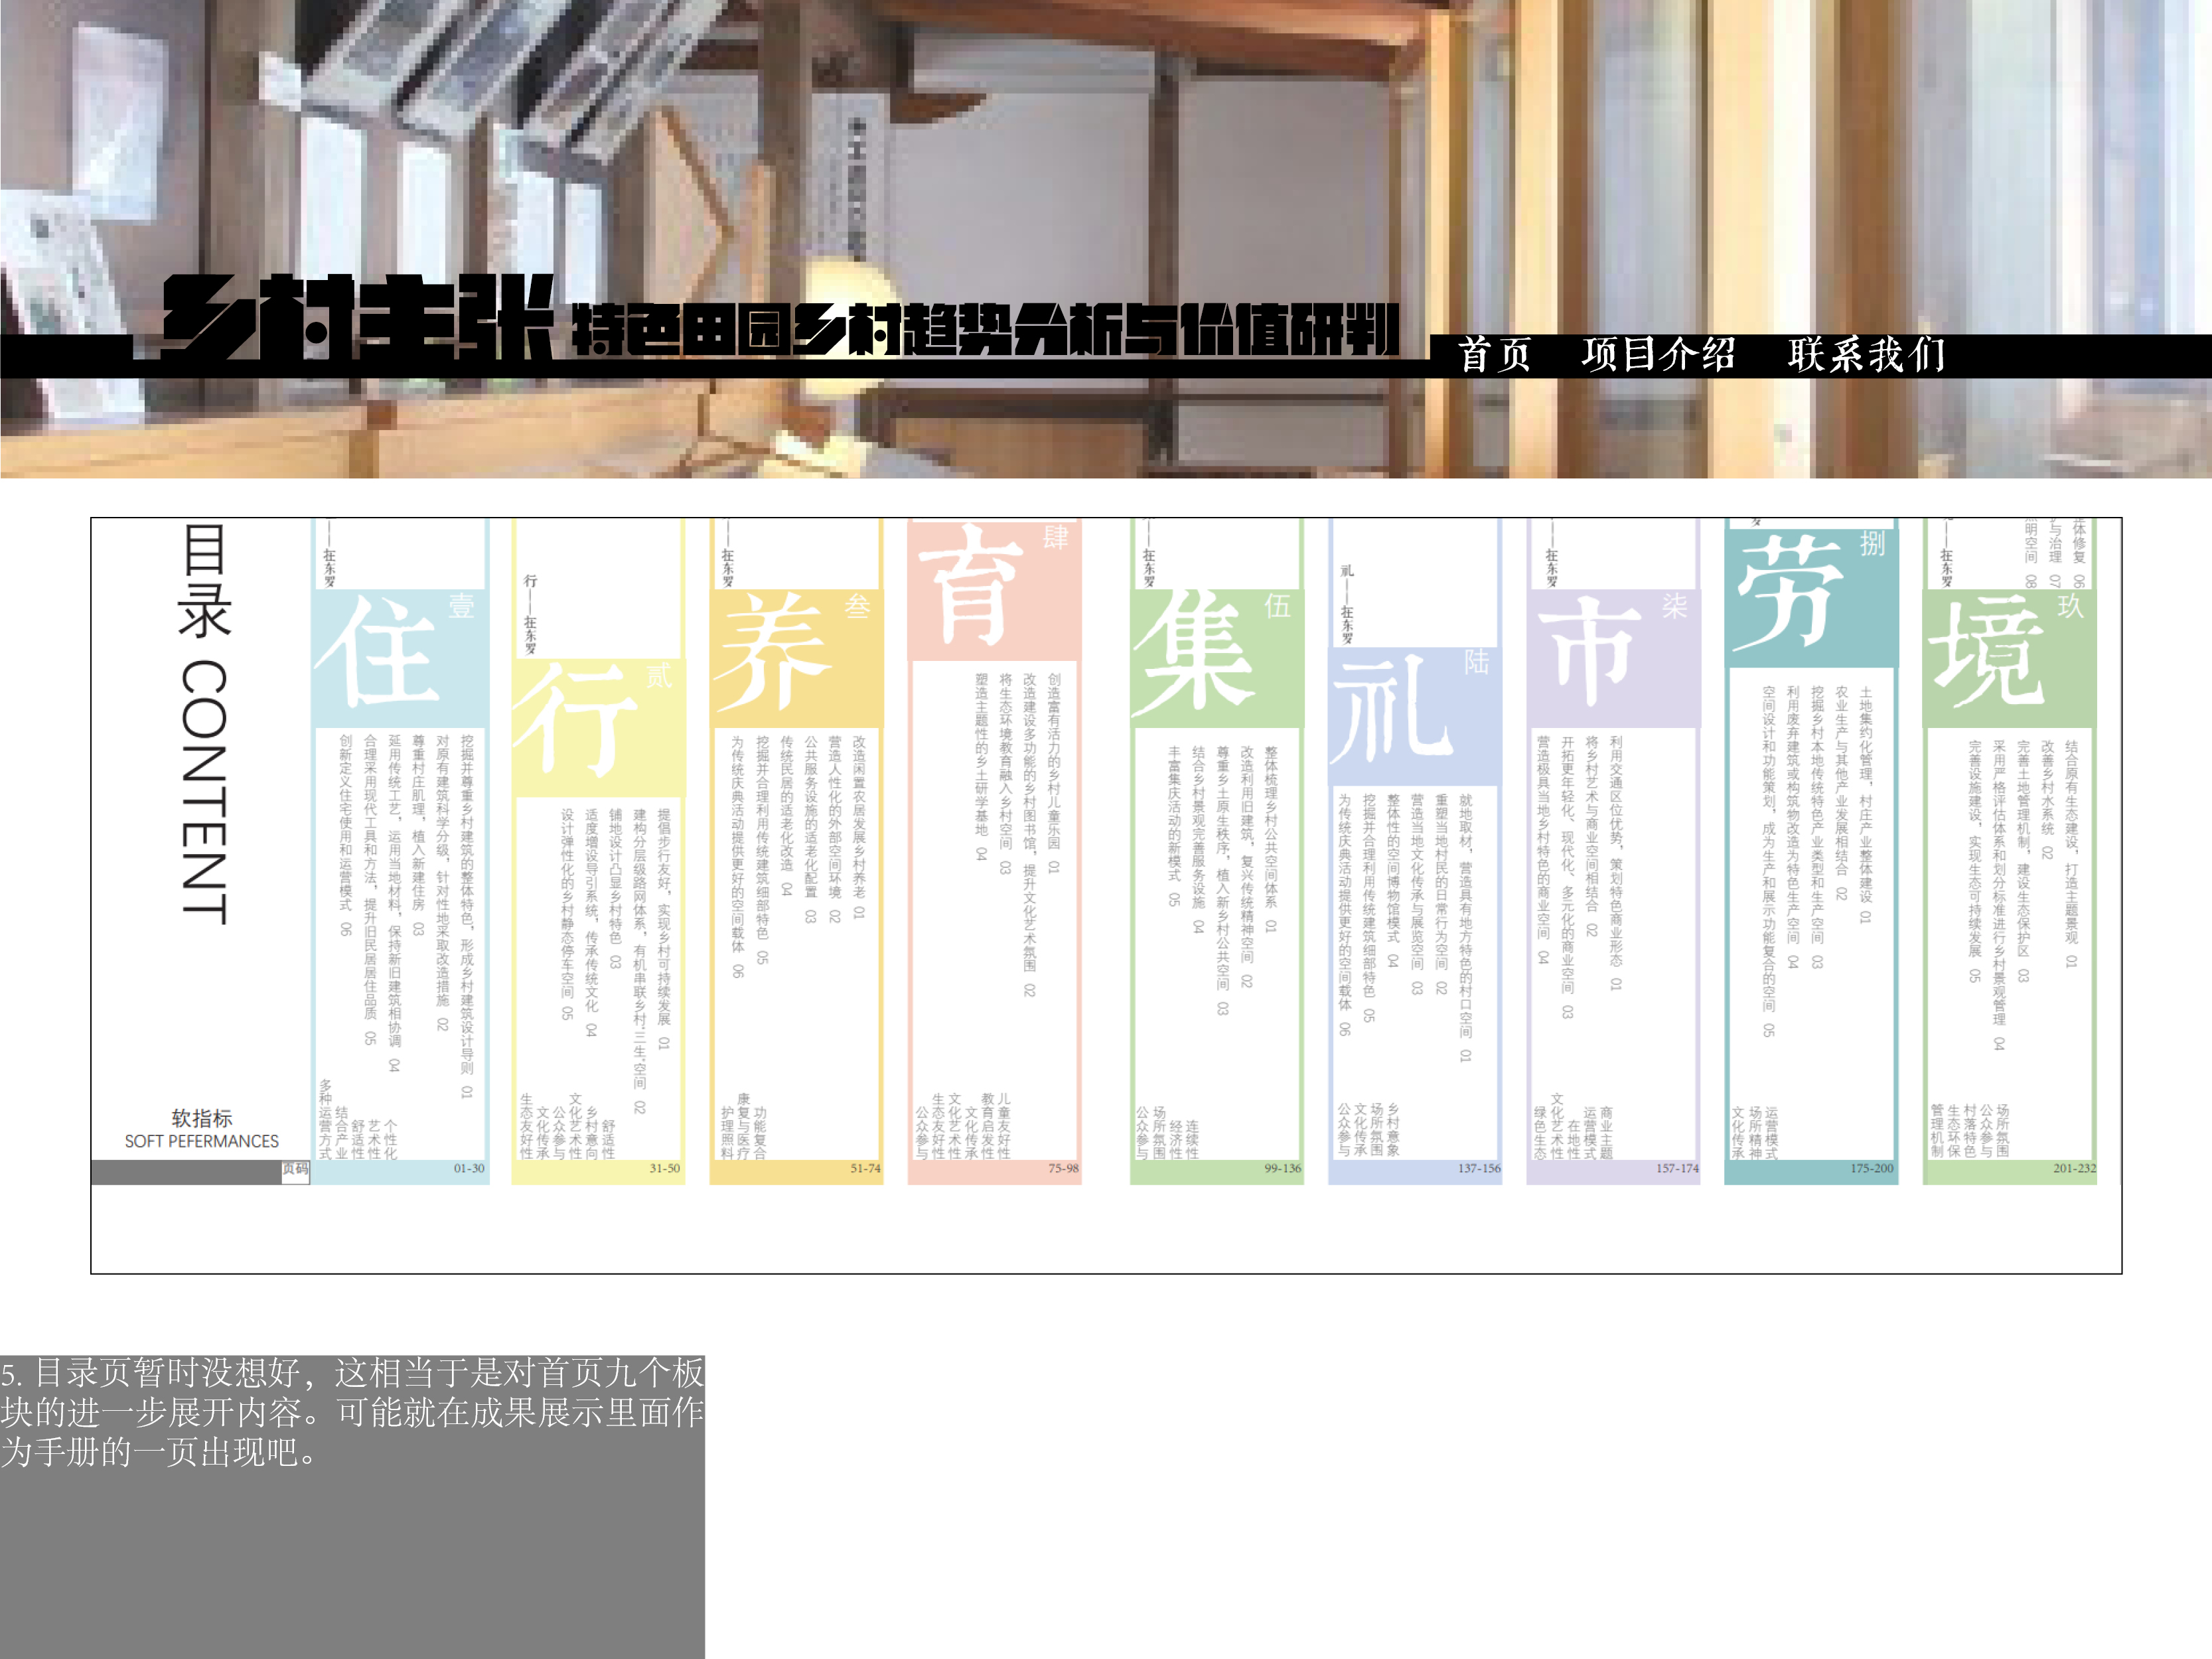 乡村主张 特色田园乡村趋势分析与价值研判
首页 项目介绍 联系我们
目录 CONTENT
软指标
SOFT PEFERMANCES
页码
——在东罗
壹
住
挖掘并尊重乡村建筑的整体特色，形成乡村建筑设计导则 01
对原有建筑科学分级，针对性地采取改造措施 02
尊重村庄肌理，植入新建住房 03
延用传统工艺，运用当地材料，保持新旧建筑相协调 04
合理采用现代工具和方法，提升旧民居居住品质 05
创新定义住宅使用和运营模式 06
个性化
艺术性
舒适性
结合产业
多种运营方式
01-30
行——在东罗
贰
行
提倡步行友好，实现乡村可持续发展 01
建构分层级路网体系，有机串联乡村'三生'空间 02
铺地设计凸显乡村特色 03
适度增设导引系统，传承传统文化 04
设计弹性化的乡村静态停车空间 05
舒适性
乡村意向
文化艺术性
公众参与
文化传承
生态友好性
31-50
——在东罗
叁
养
改造闲置农居发展乡村养老 01
营造人性化的外部空间环境 02
公共服务设施的适老化配置 03
传统民居的适老化改造 04
挖掘并合理利用传统建筑细部特色 05
为传统庆典活动提供更好的空间载体 06
功能复合
康复与医疗
护理照料
51-74
肆
育
创造富有活力的乡村儿童乐园 01
改造建设多功能的乡村图书馆，提升文化艺术氛围 02
将生态环境教育融入乡村空间 03
塑造主题性的乡土研学基地 04
儿童友好性
教育启发性
文化传承
文化艺术性
生态友好性
公众参与
75-98
——在东罗
伍
集
整体梳理乡村公共空间体系 01
改造利用旧建筑，复兴传统精神空间 02
尊重乡土原生秩序，植入新乡村公共空间 03
结合乡村景观完善服务设施 04
丰富集庆活动的新模式 05
连续性
经济性
场所氛围
公众参与
99-136
礼——在东罗
陆
礼
就地取材，营造具有地方特色的村口空间 01
重塑当地村民的日常行为空间 02
营造当地文化传承与展览空间 03
整体性的空间博物馆模式 04
挖掘并合理利用传统建筑细部特色 05
为传统庆典活动提供更好的空间载体 06
乡村意象
场所氛围
文化传承
公众参与
137-156
——在东罗
柒
市
利用交通区位优势，策划特色商业形态 01
将乡村艺术与商业空间相结合 02
开拓更年轻化、现代化、多元化的商业空间 03
营造极具当地乡村特色的商业空间 04
商业主题
运营模式
在地性
文化艺术性
绿色生态
157-174
捌
劳
土地集约化管理，村庄产业整体建设 01
农业生产与其他产业发展相结合 02
挖掘乡村本地传统特色产业类型和生产空间 03
利用废弃建筑或构筑物改造为特色生产空间 04
空间设计和功能策划，成为生产和展示功能复合的空间 05
运营模式
场所精神
文化传承
175-200
——在东罗
整体修复 06
护与治理 07
照明空间 08
玖
境
结合原有生态建设，打造主题景观 01
改善乡村水系统 02
完善土地管理机制，建设生态保护区 03
采用严格评估体系和划分标准进行乡村景观管理 04
完善设施建设，实现生态可持续发展 05
场所氛围
公众参与
村落特色
生态环保
管理机制
201-232
5. 目录页暂时没想好，这相当于是对首页九个板
块的进一步展开内容。可能就在成果展示里面作
为手册的一页出现吧。